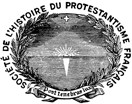 SOCIÉTÉ DE L'HISTOIRE DU PROTESTANTISME FRANÇAIS
Post tenebras lux